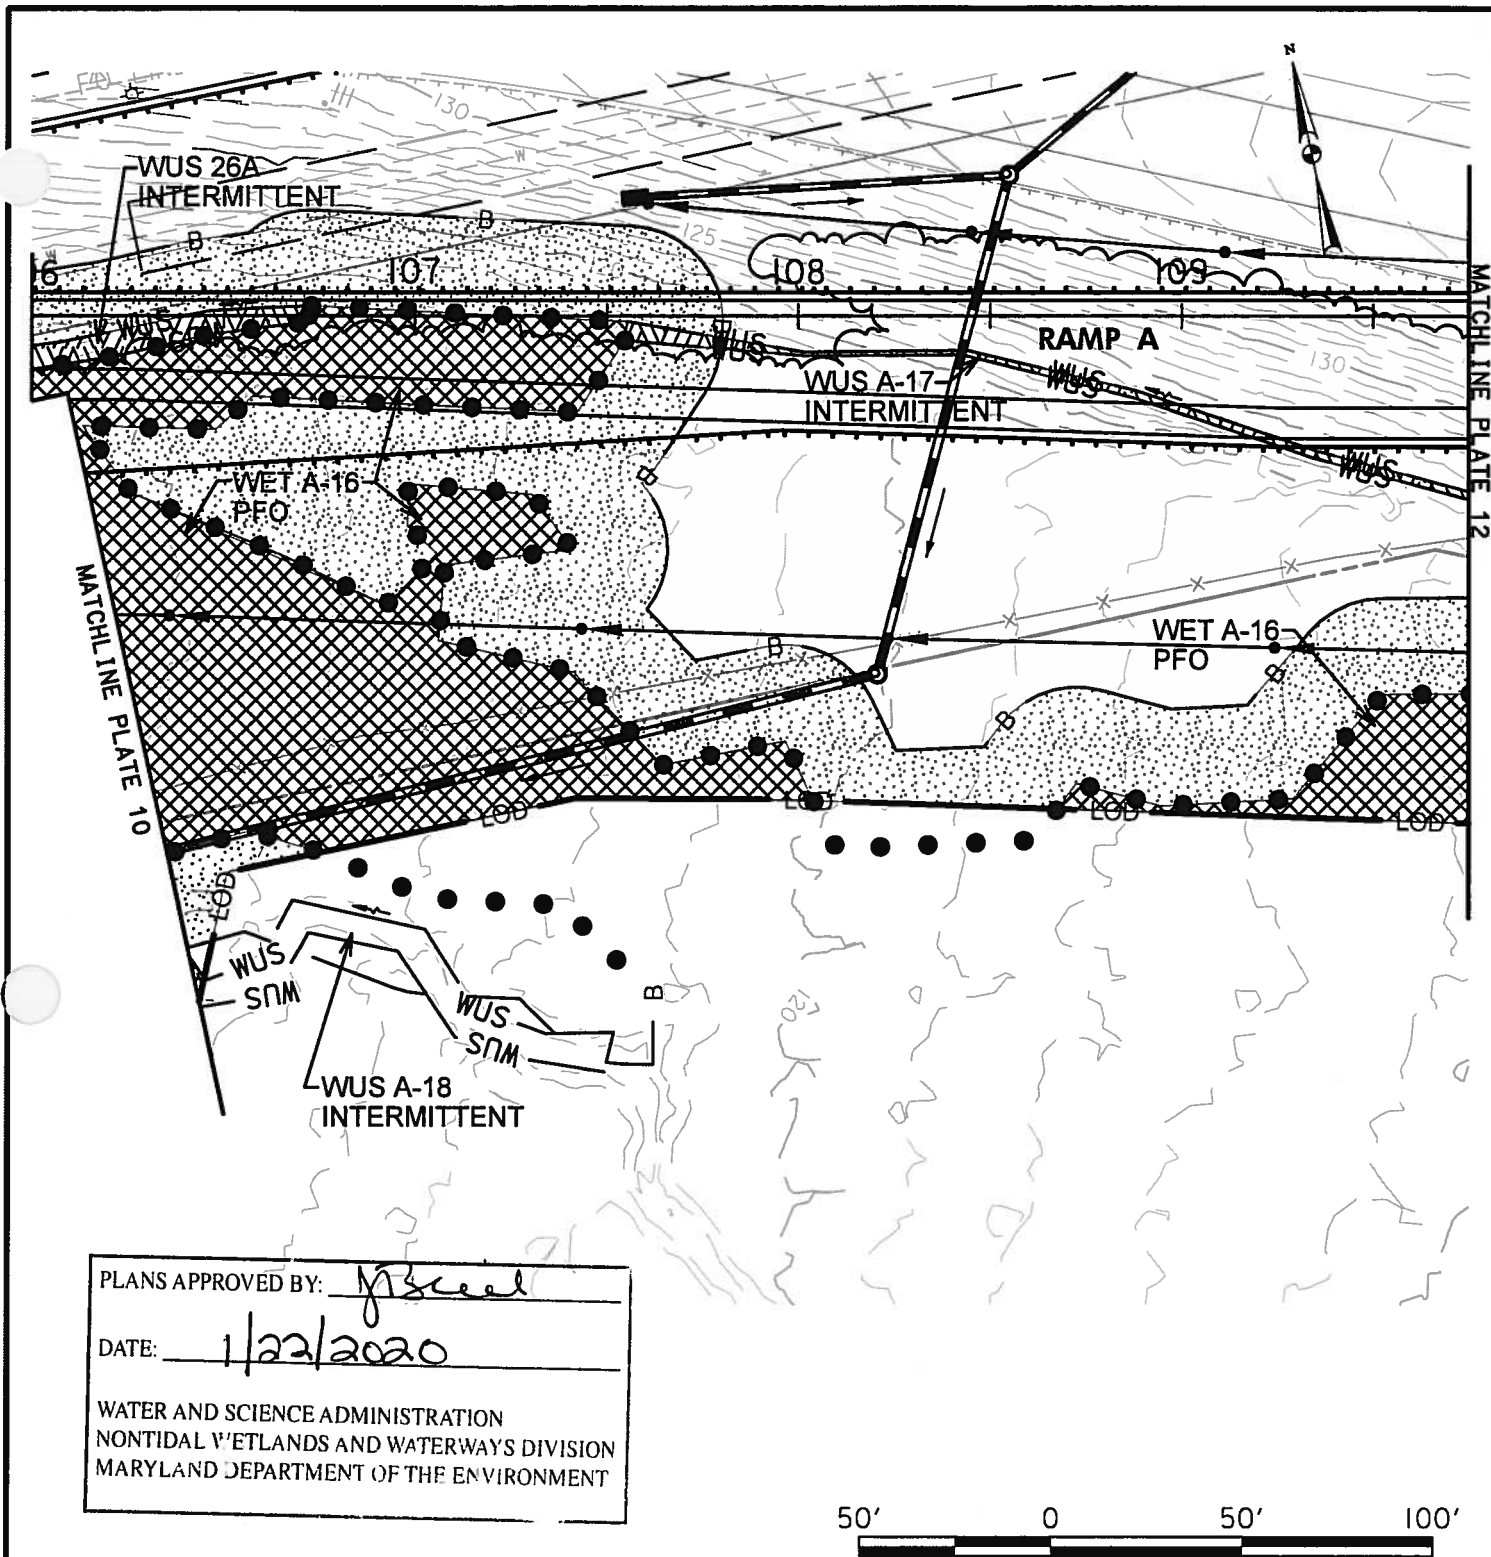 N
130
WUS 26A
INTERMITTENT
W
B
B
125
W
107
108
109
MATCHLINE PLATE 12
WUS
WUS
WUS
RAMP A
130
WUS A-17
INTERMITTENT
WUS
WUS
B
WET A-16
PFO
MATCHLINE PLATE 10
B
WET A-16
PFO
B
B
LOD
LOD
LOD
LOD
LOD
WUS
WUS
WUS
WUS
B
120
WUS A-18
INTERMITTENT
PLANS APPROVED BY:
DATE: 1/22/2020
WATER AND SCIENCE ADMINISTRATION
NONTIDAL WETLANDS AND WATERWAYS DIVISION
MARYLAND DEPARTMENT OF THE ENVIRONMENT
50' 0 50' 100'